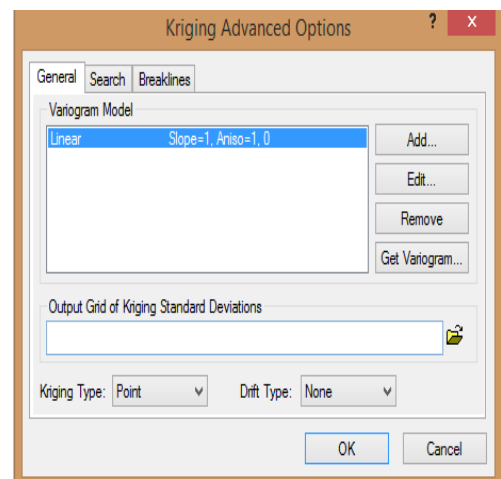 Kriging Advanced Options ? X
General Search Breaklines
Variogram Model
Linear Slope=1, Aniso=1, 0
Add...
Edit...
Remove
Get Variogram...
Output Grid of Kriging Standard Deviations
Kriging Type: Point Drift Type: None
OK Cancel